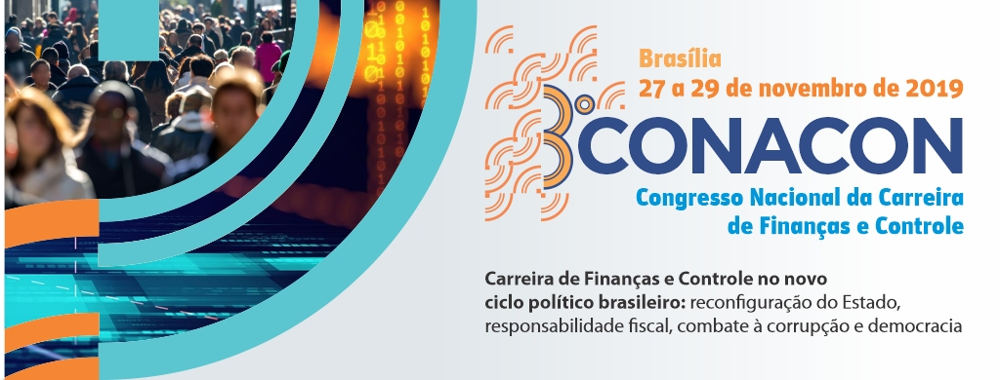 Brasília
27 a 29 de novembro de 2019
3º CONACON
Congresso Nacional da Carreira
de Finanças e Controle
Carreira de Finanças e Controle no novo
ciclo político brasileiro: reconfiguração do Estado,
responsabilidade fiscal, combate à corrupção e democracia